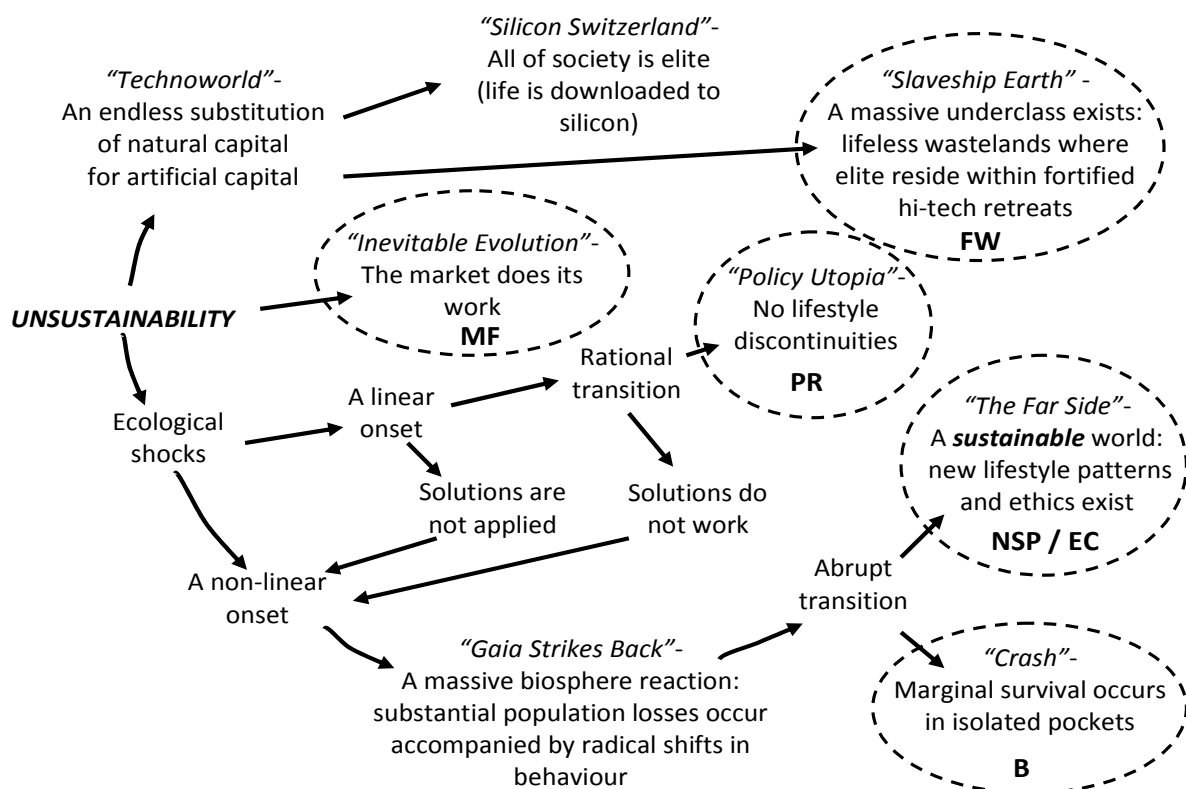 “Silicon Switzerland”-
All of society is elite
(life is downloaded to
silicon)
“Technoworld”-
An endless substitution
of natural capital
for artificial capital
“Slaveship Earth” -
A massive underclass exists:
lifeless wastelands where
elite reside within fortified
hi-tech retreats
FW
“Inevitable Evolution”-
The market does its
work
MF
“Policy Utopia”-
No lifestyle
discontinuities
PR
UNSUSTAINABILITY
Rational
transition
A linear
onset
Ecological
shocks
“The Far Side”-
A sustainable world:
new lifestyle patterns
and ethics exist
NSP / EC
Solutions are
not applied
Solutions do
not work
A non-linear
onset
Abrupt
transition
“Gaia Strikes Back”-
A massive biosphere reaction:
substantial population losses occur
accompanied by radical shifts in
behaviour
“Crash”-
Marginal survival occurs
in isolated pockets
B